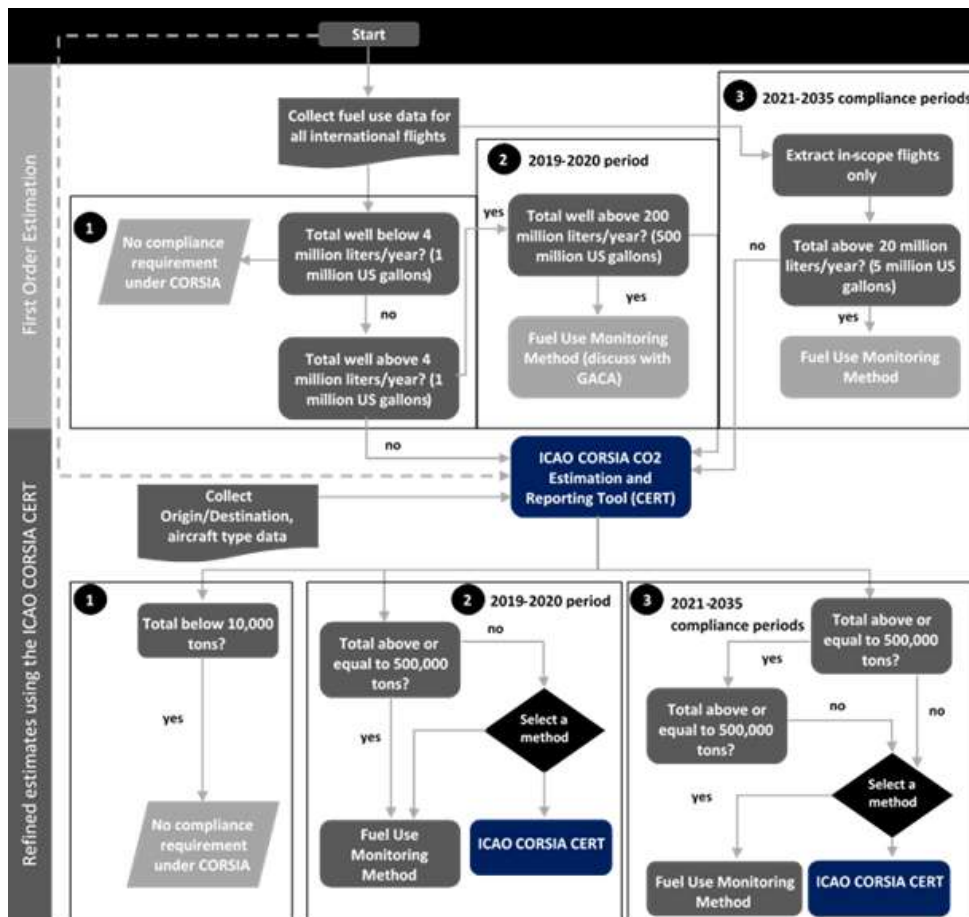 Start
First Order Estimation
Collect fuel use data for
all international flights
3
2021-2035 compliance periods
2
2019-2020 period
Extract in-scope flights
only
1
No compliance
requirement
under CORSIA
Total well below 4
million liters/year? (1
million US gallons)
yes
Total well above 200
million liters/year? (500
million US gallons)
no
Total above 20 million
liters/year? (5 million US
gallons)
no
yes
yes
Total well above 4
million liters/year? (1
million US gallons)
Fuel Use Monitoring
Method (discuss with
GACA)
Fuel Use Monitoring
Method
no
Refined estimates using the ICAO CORSIA CERT
ICAO CORSIA CO2
Estimation and
Reporting Tool (CERT)
Collect
Origin/Destination,
aircraft type data
1
Total below 10,000
tons?
yes
No compliance
requirement
under CORSIA
2
2019-2020 period
Total above or
equal to 500,000
tons?
no
yes
Select a
method
Fuel Use
Monitoring
Method
ICAO CORSIA CERT
3
2021-2035
compliance periods
Total above or
equal to 500,000
tons?
yes
Total above or
equal to 500,000
tons?
no
no
Select a
method
yes
Fuel Use Monitoring
Method
ICAO CORSIA CERT